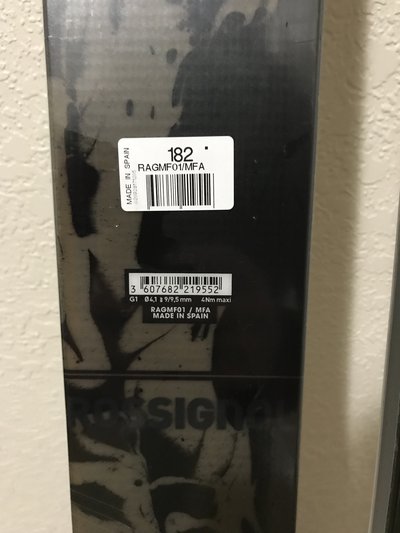 MADE IN SPAIN
182
RAGMF01/MFA
3 607682 219552
G1 Ø4,1 x 9/9,5 mm 4Nm maxi
RAGMF01 / MFA
MADE IN SPAIN
ROSSIGNOL